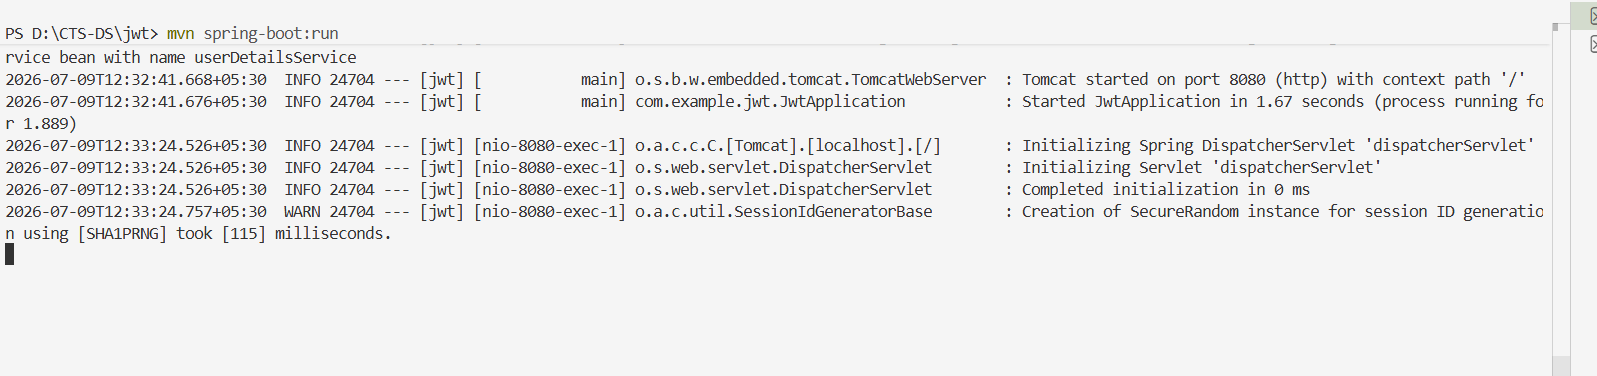 PS D:\CTS-DS\jwt> mvn spring-boot:run
rvice bean with name userDetailsService
2026-07-09T12:32:41.668+05:30  INFO 24704 --- [jwt] [           main] o.s.b.w.embedded.tomcat.TomcatWebServer  : Tomcat started on port 8080 (http) with context path '/'
2026-07-09T12:32:41.676+05:30  INFO 24704 --- [jwt] [           main] com.example.jwt.JwtApplication           : Started JwtApplication in 1.67 seconds (process running fo
r 1.889)
2026-07-09T12:33:24.526+05:30  INFO 24704 --- [jwt] [nio-8080-exec-1] o.a.c.c.C.[Tomcat].[localhost].[/]       : Initializing Spring DispatcherServlet 'dispatcherServlet'
2026-07-09T12:33:24.526+05:30  INFO 24704 --- [jwt] [nio-8080-exec-1] o.s.web.servlet.DispatcherServlet        : Initializing Servlet 'dispatcherServlet'
2026-07-09T12:33:24.526+05:30  INFO 24704 --- [jwt] [nio-8080-exec-1] o.s.web.servlet.DispatcherServlet        : Completed initialization in 0 ms
2026-07-09T12:33:24.757+05:30  WARN 24704 --- [jwt] [nio-8080-exec-1] o.a.c.util.SessionIdGeneratorBase        : Creation of SecureRandom instance for session ID generatio
n using [SHA1PRNG] took [115] milliseconds.